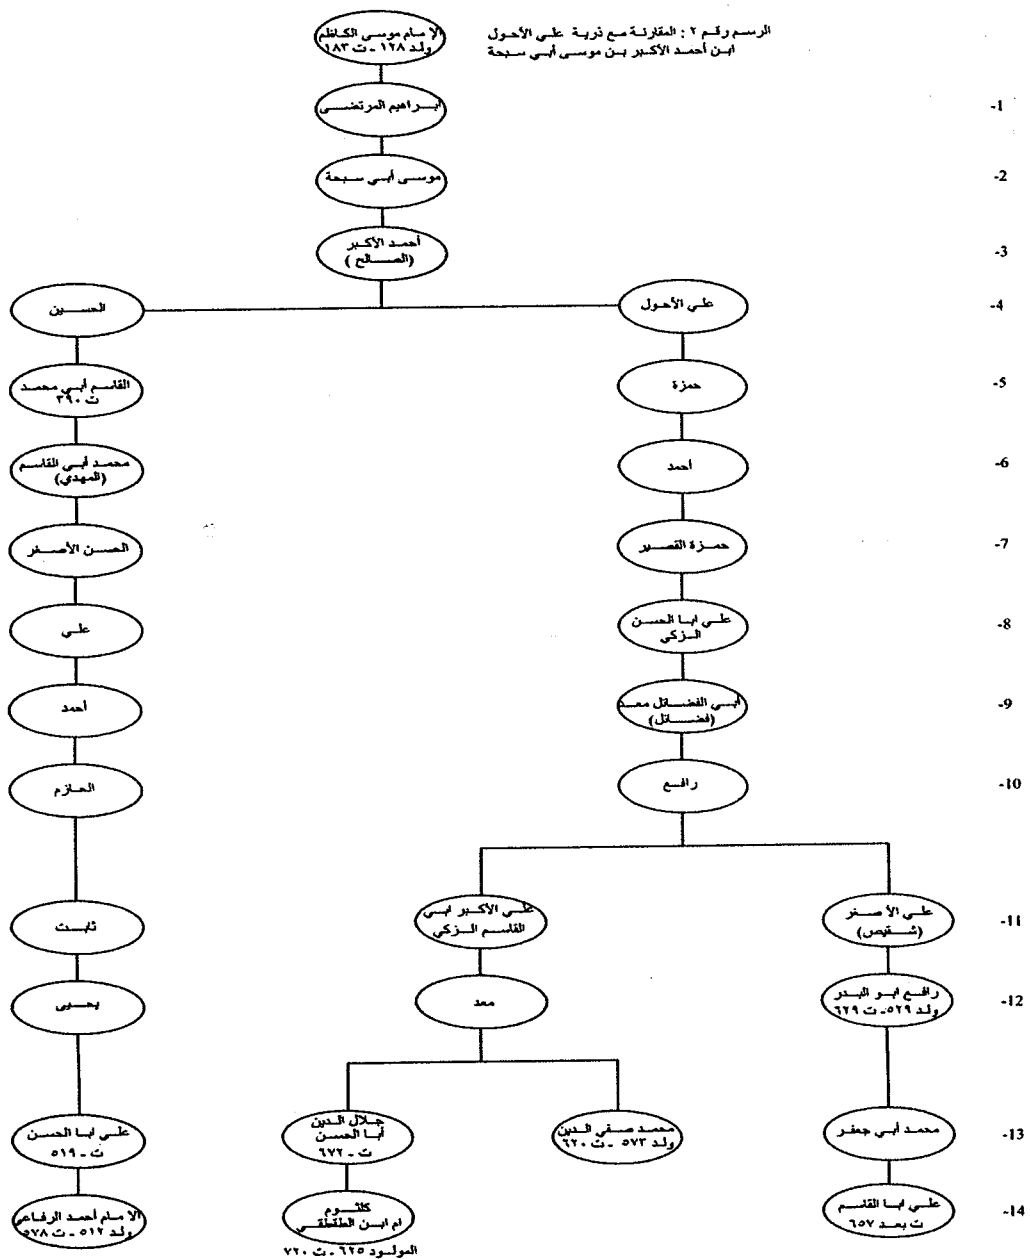 الامام موسى الكاظم
ولد ١٢٨ - ت ١٨٣
الرسم رقم ٢ : المقارنة مع ذرية علي الأحول
ابن أحمد الأكبر بن موسى أبي سبحة
ابراهيم المرتضى
-1
موسى أبي سبحة
-2
أحمد الأكبر
(الصالح)
-3
علي الأحول
الحسين
-4
حمزة
القاسم أبي محمد
ت ٣٩٠
-5
أحمد
محمد أبي القاسم
(المهدي)
-6
حمزة القصير
الحسن الأصغر
-7
علي ابا الحسن
الزكي
علي
-8
أبي الفضائل معد
(فضائل)
أحمد
-9
رافع
الحازم
-10
علي الأصغر
(شقيص)
علي الأكبر ابي
القاسم الزكي
ثابت
-11
رافع ابو البدر
ولد ٥٢٩ - ت ٦٢٩
معد
يحيى
-12
محمد أبي جعفر
محمد صفي الدين
ولد ٥٧٣ - ت ٦٢٠
جلال الدين
أبا الحسن
ت - ٦٧٢
علي ابا الحسن
ت - ٥١٩
-13
علي ابا القاسم
ت بعد ٦٥٧
كلثوم
ام ابن الطقطقي
المولود ٦٢٥ - ت ٧٢٠
الامام أحمد الرفاعي
ولد ٥١٢ - ت ٥٧٨
-14